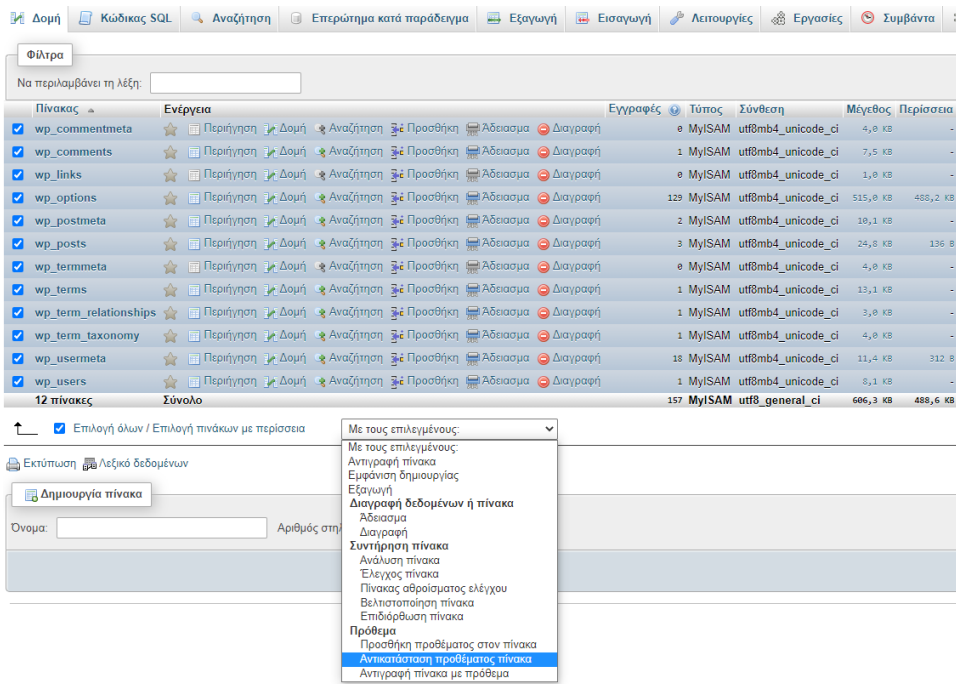 Δομή Κώδικας SQL Αναζήτηση Επερώτημα κατά παράδειγμα Εξαγωγή Εισαγωγή Λειτουργίες Εργασίες Συμβάντα
Φίλτρα
Να περιλαμβάνει τη λέξη:
Πίνακας Ενέργεια Εγγραφές Τύπος Σύνθεση Μέγεθος Περίσσεια
wp_commentmeta Περιήγηση Δομή Αναζήτηση Προσθήκη Άδειασμα Διαγραφή 0 MyISAM utf8mb4_unicode_ci 4,0 KB -
wp_comments Περιήγηση Δομή Αναζήτηση Προσθήκη Άδειασμα Διαγραφή 1 MyISAM utf8mb4_unicode_ci 7,5 KB -
wp_links Περιήγηση Δομή Αναζήτηση Προσθήκη Άδειασμα Διαγραφή 0 MyISAM utf8mb4_unicode_ci 1,0 KB -
wp_options Περιήγηση Δομή Αναζήτηση Προσθήκη Άδειασμα Διαγραφή 129 MyISAM utf8mb4_unicode_ci 515,0 KB 488,2 KB
wp_postmeta Περιήγηση Δομή Αναζήτηση Προσθήκη Άδειασμα Διαγραφή 2 MyISAM utf8mb4_unicode_ci 10,1 KB -
wp_posts Περιήγηση Δομή Αναζήτηση Προσθήκη Άδειασμα Διαγραφή 3 MyISAM utf8mb4_unicode_ci 24,8 KB 136 B
wp_termmeta Περιήγηση Δομή Αναζήτηση Προσθήκη Άδειασμα Διαγραφή 0 MyISAM utf8mb4_unicode_ci 4,0 KB -
wp_terms Περιήγηση Δομή Αναζήτηση Προσθήκη Άδειασμα Διαγραφή 1 MyISAM utf8mb4_unicode_ci 13,1 KB -
wp_term_relationships Περιήγηση Δομή Αναζήτηση Προσθήκη Άδειασμα Διαγραφή 1 MyISAM utf8mb4_unicode_ci 3,0 KB -
wp_term_taxonomy Περιήγηση Δομή Αναζήτηση Προσθήκη Άδειασμα Διαγραφή 1 MyISAM utf8mb4_unicode_ci 4,0 KB -
wp_usermeta Περιήγηση Δομή Αναζήτηση Προσθήκη Άδειασμα Διαγραφή 18 MyISAM utf8mb4_unicode_ci 11,4 KB 312 B
wp_users Περιήγηση Δομή Αναζήτηση Προσθήκη Άδειασμα Διαγραφή 1 MyISAM utf8mb4_unicode_ci 8,1 KB -
12 πίνακες Σύνολο 157 MyISAM utf8_general_ci 606,3 KB 488,6 KB
Επιλογή όλων / Επιλογή πινάκων με περίσσεια Με τους επιλεγμένους:
Με τους επιλεγμένους:
Αντιγραφή πίνακα
Εμφάνιση δημιουργίας
Εξαγωγή
Διαγραφή δεδομένων ή πίνακα
Άδειασμα
Διαγραφή
Συντήρηση πίνακα
Ανάλυση πίνακα
Έλεγχος πίνακα
Πίνακας αθροίσματος ελέγχου
Βελτιστοποίηση πίνακα
Επιδιόρθωση πίνακα
Πρόθεμα
Προσθήκη προθέματος στον πίνακα
Αντικατάσταση προθέματος πίνακα
Αντιγραφή πίνακα με πρόθεμα
Εκτύπωση Λεξικό δεδομένων
Δημιουργία πίνακα
Όνομα: Αριθμός στηλ